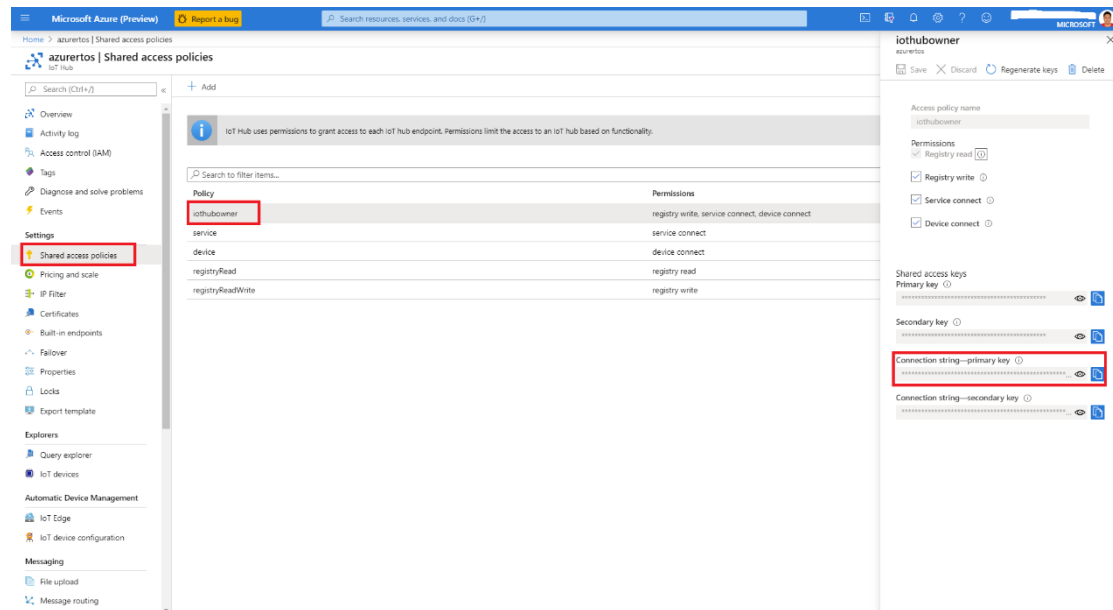 Microsoft Azure (Preview)
Report a bug
Search resources, services, and docs (G+/)
MICROSOFT
Home > azurertos | Shared access policies
azurertos | Shared access policies
IoT Hub
Search (Ctrl+/)
«
Overview
Activity log
Access control (IAM)
Tags
Diagnose and solve problems
Events
Settings
Shared access policies
Pricing and scale
IP Filter
Certificates
Built-in endpoints
Failover
Properties
Locks
Export template
Explorers
Query explorer
IoT devices
Automatic Device Management
IoT Edge
IoT device configuration
Messaging
File upload
Message routing
+ Add
IoT Hub uses permissions to grant access to each IoT hub endpoint. Permissions limit the access to an IoT hub based on functionality.
Search to filter items...
Policy Permissions
iothubowner registry write, service connect, device connect
service service connect
device device connect
registryRead registry read
registryReadWrite registry write
iothubowner
azurertos
Save Discard Regenerate keys Delete
Access policy name
iothubowner
Permissions
Registry read
Registry write
Service connect
Device connect
Shared access keys
Primary key
Secondary key
Connection string—primary key
Connection string—secondary key